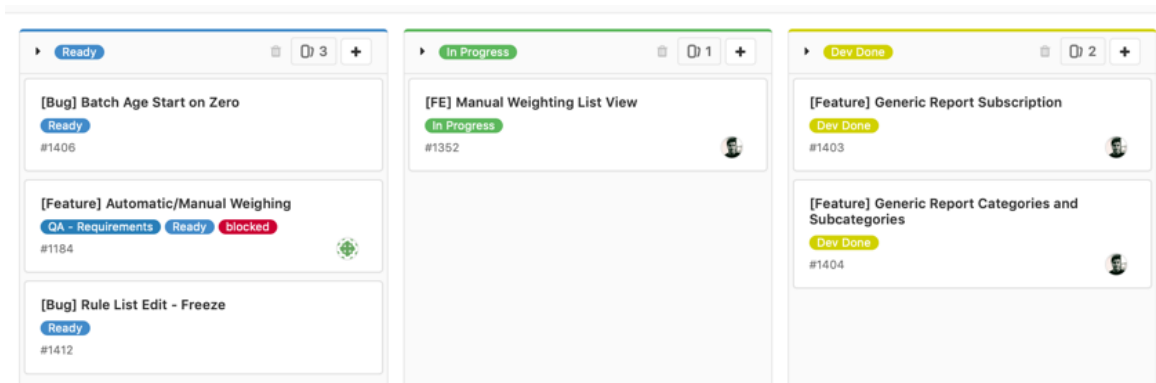 Ready
3
[Bug] Batch Age Start on Zero
Ready
#1406
[Feature] Automatic/Manual Weighing
QA - Requirements Ready blocked
#1184
[Bug] Rule List Edit - Freeze
Ready
#1412
In Progress
1
[FE] Manual Weighting List View
In Progress
#1352
Dev Done
2
[Feature] Generic Report Subscription
Dev Done
#1403
[Feature] Generic Report Categories and
Subcategories
Dev Done
#1404